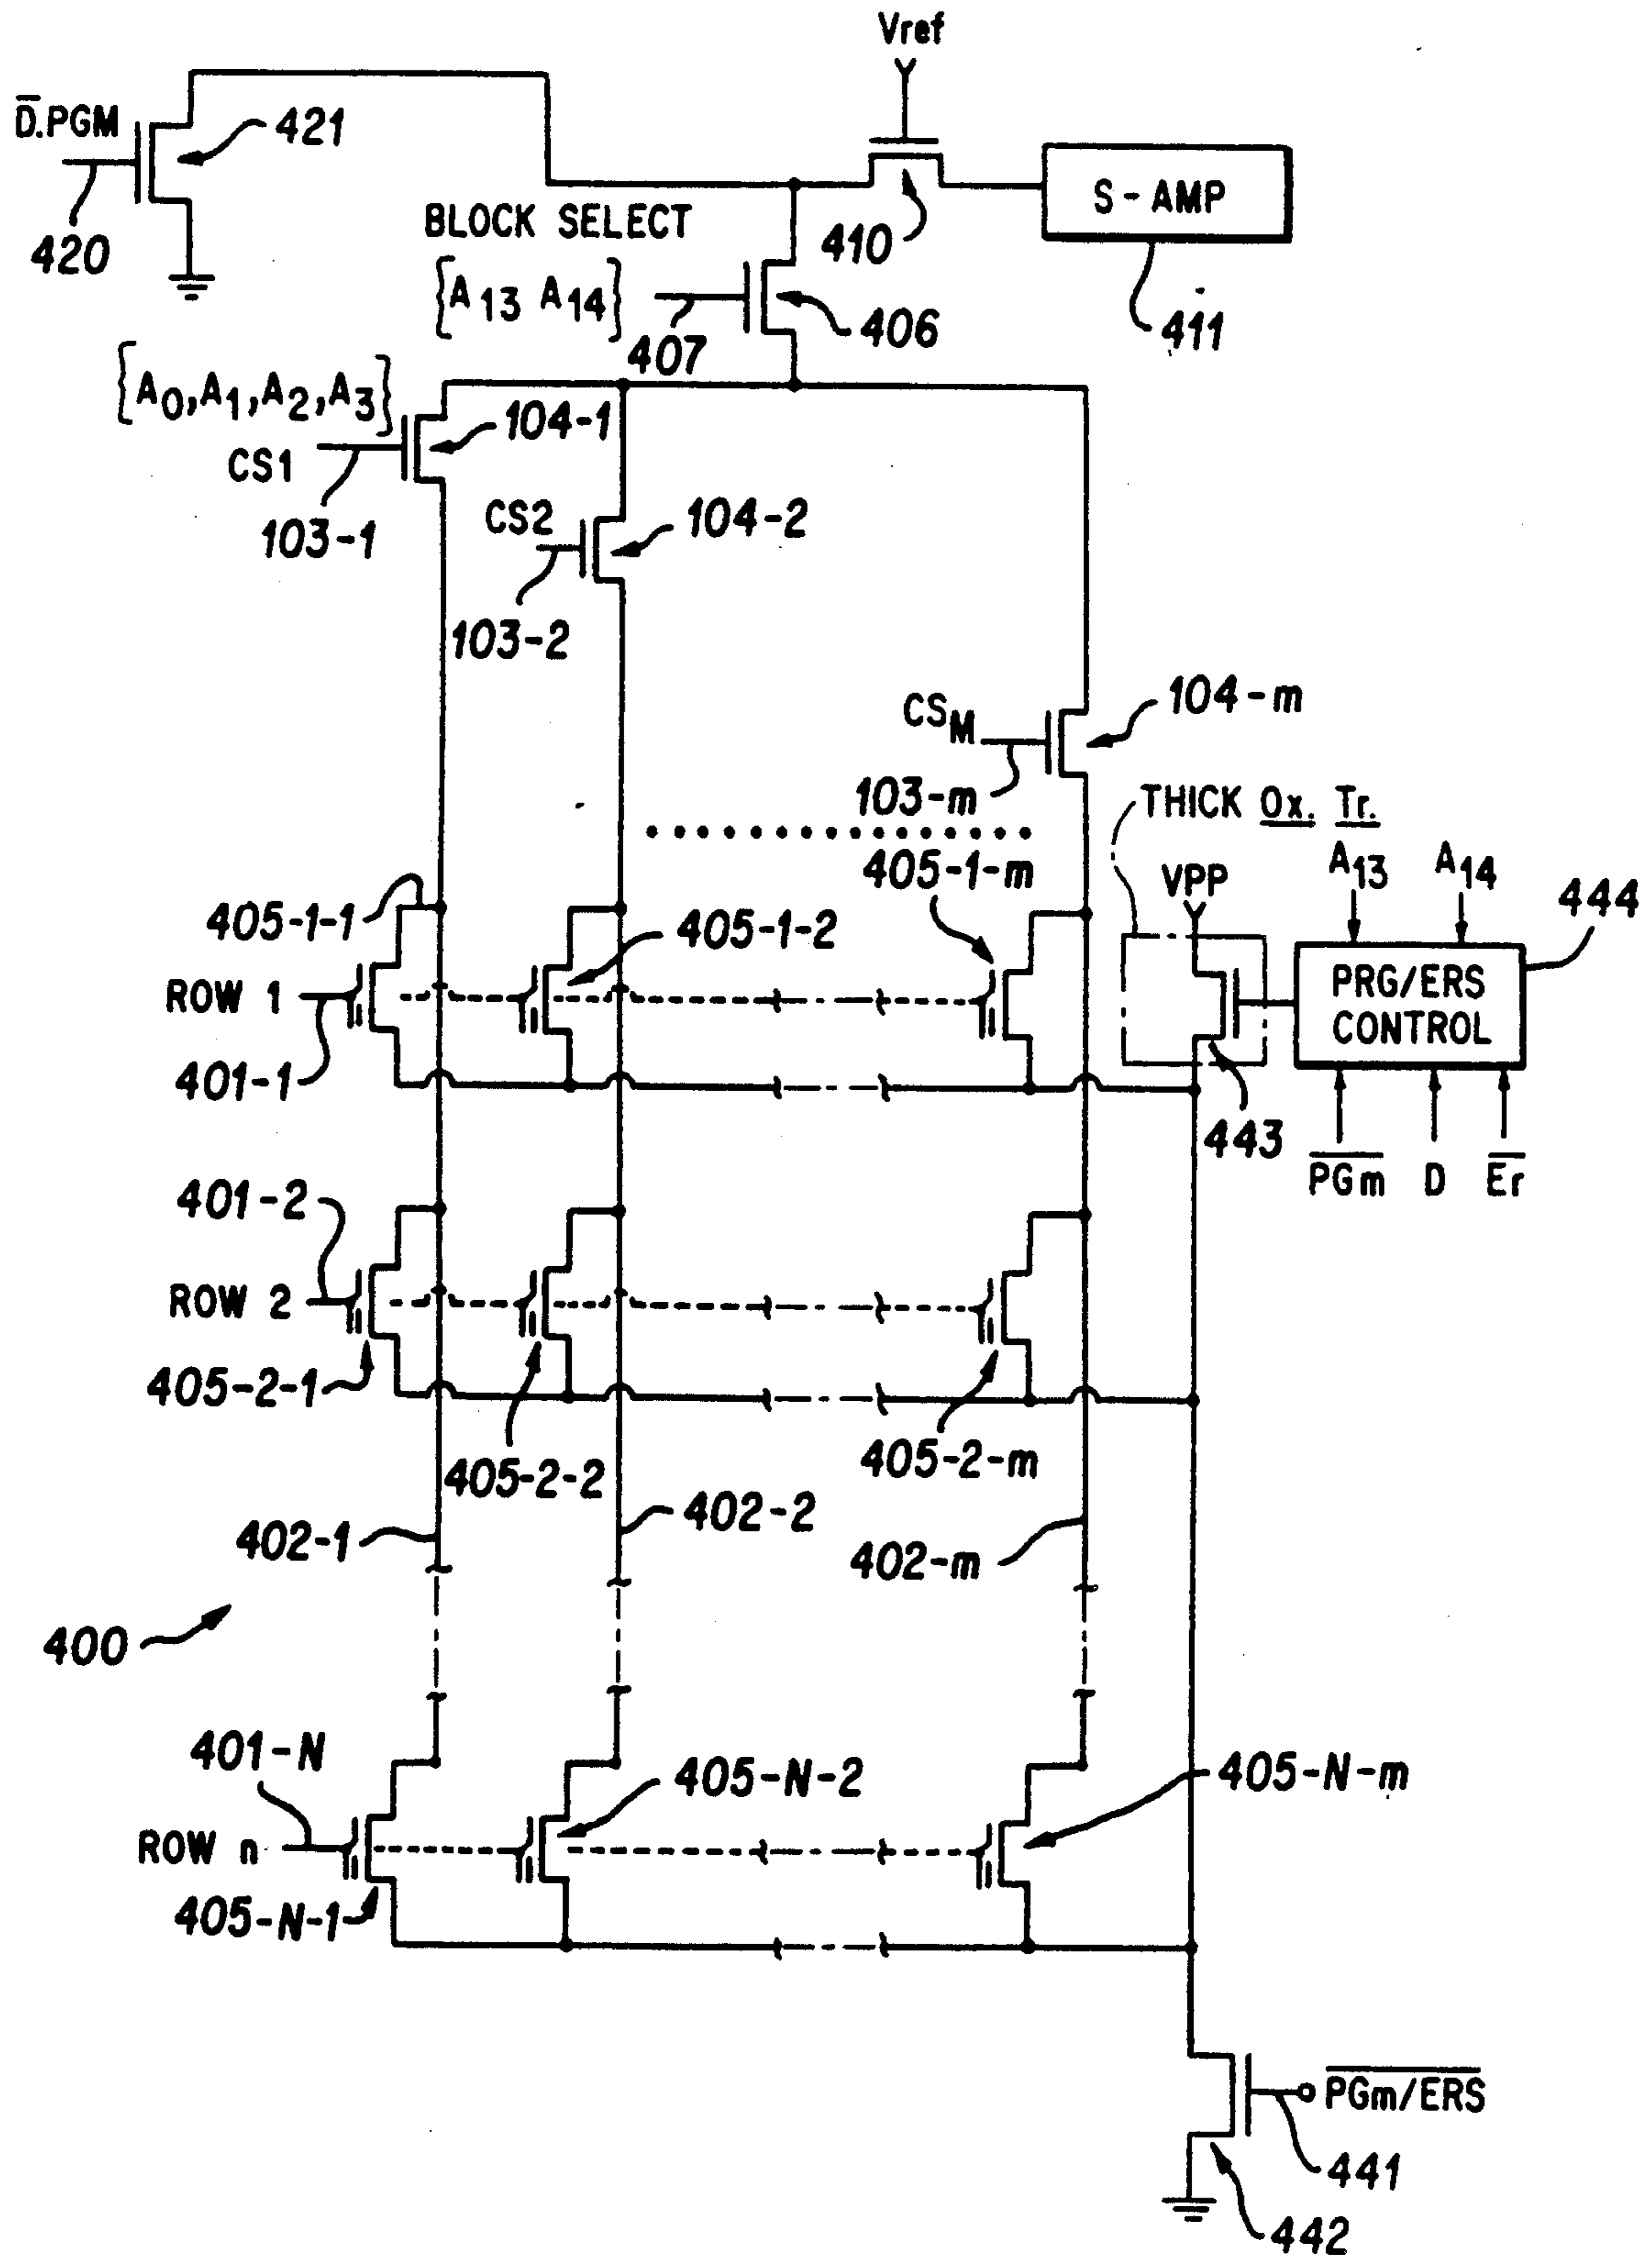 Vref
D̅.PGM
421
420
BLOCK SELECT
410
S-AMP
411
{A13 A14}
407
406
{A0,A1,A2,A3}
CS1
104-1
103-1
CS2
104-2
103-2
CSM
104-m
103-m
THICK Ox. Tr.
405-1-m
VPP
A13
A14
444
405-1-1
405-1-2
ROW 1
PRG/ERS
CONTROL
401-1
443
P̅G̅m̅
D
E̅r̅
401-2
ROW 2
405-2-1
405-2-2
405-2-m
402-1
402-2
402-m
400
401-N
405-N-2
405-N-m
ROW n
405-N-1
P̅G̅m̅/̅E̅R̅S̅
441
442